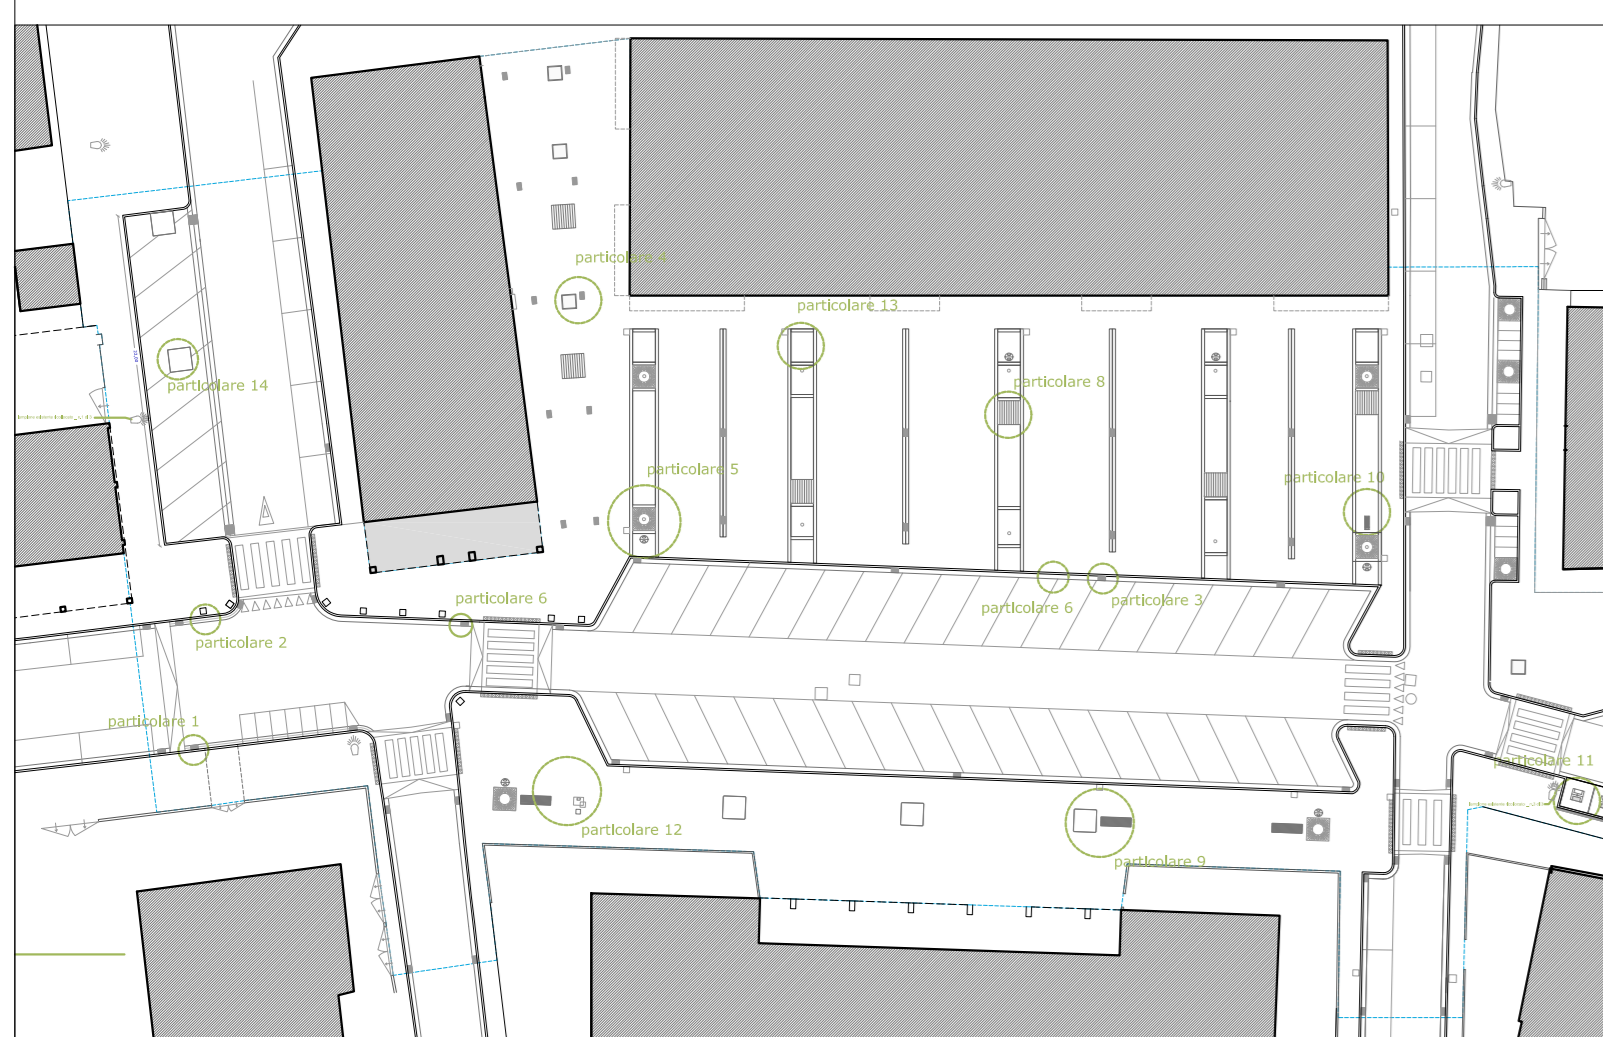 particolare 4
particolare 13
particolare 14
particolare 8
particolare 5
particolare 10
particolare 6
particolare 6
particolare 3
particolare 2
particolare 1
particolare 11
particolare 12
particolare 9